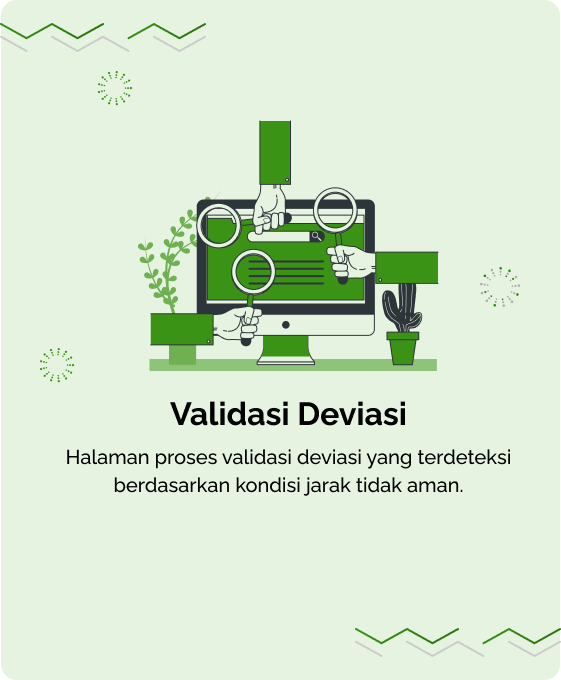 Validasi Deviasi
Halaman proses validasi deviasi yang terdeteksi
berdasarkan kondisi jarak tidak aman.